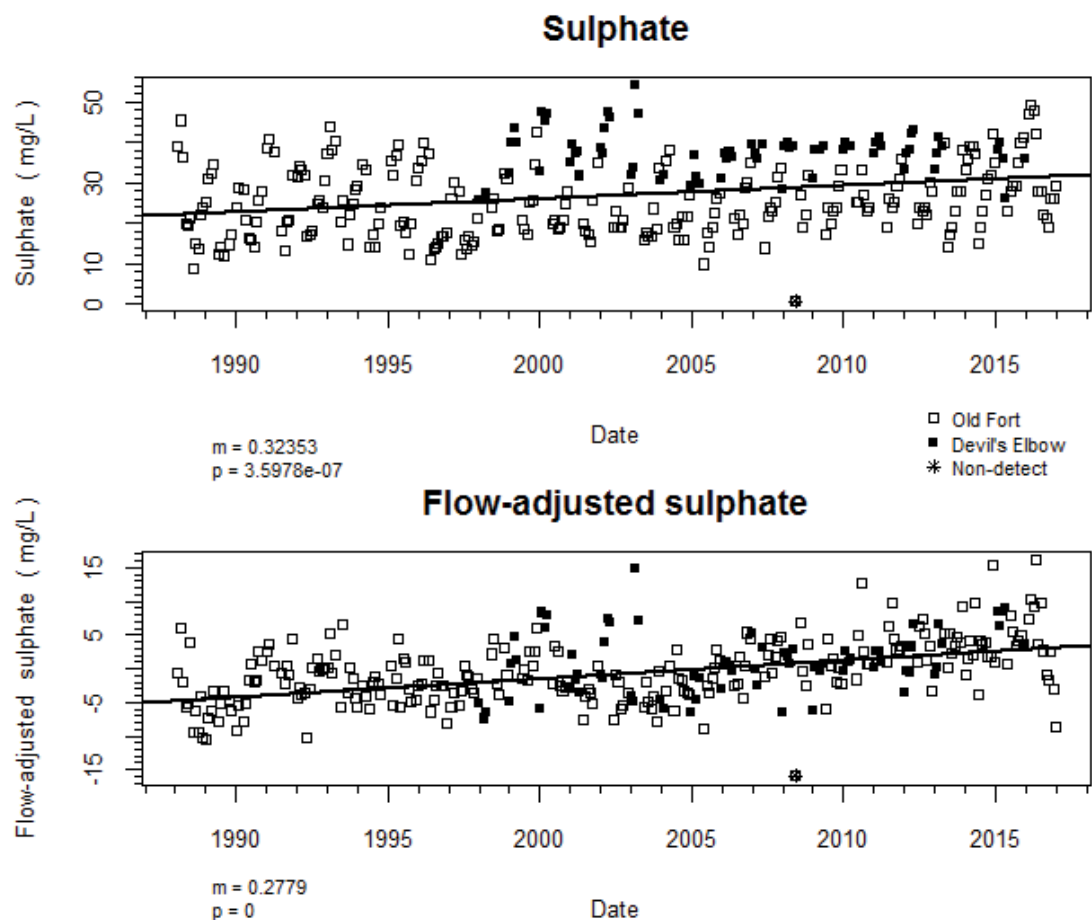 Sulphate
Sulphate ( mg/L )
50
30
10
0
1990 1995 2000 2005 2010 2015
Date
m = 0.32353
p = 3.5978e-07
Old Fort
Devil's Elbow
Non-detect
Flow-adjusted sulphate
Flow-adjusted sulphate ( mg/L )
15
5
-5
-15
1990 1995 2000 2005 2010 2015
Date
m = 0.2779
p = 0